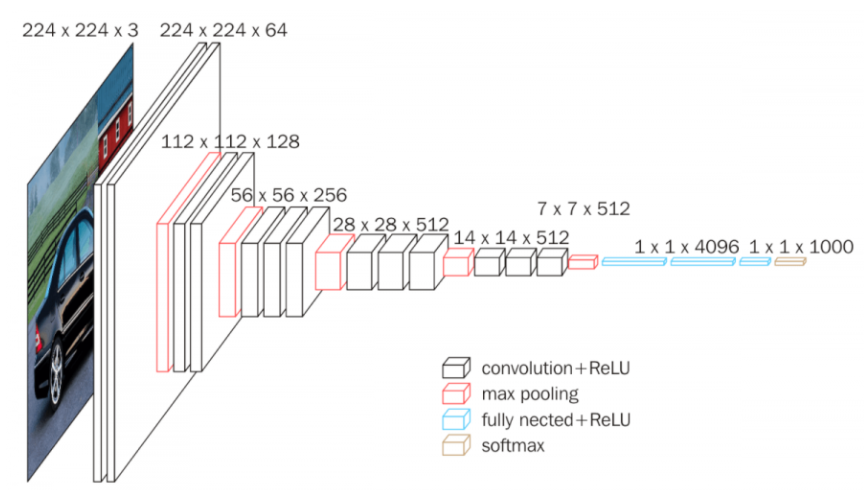 224 x 224 x 3
224 x 224 x 64
112 x 112 x 128
56 x 56 x 256
28 x 28 x 512
14 x 14 x 512
7 x 7 x 512
1 x 1 x 4096
1 x 1 x 1000
convolution+ReLU
max pooling
fully nected+ReLU
softmax